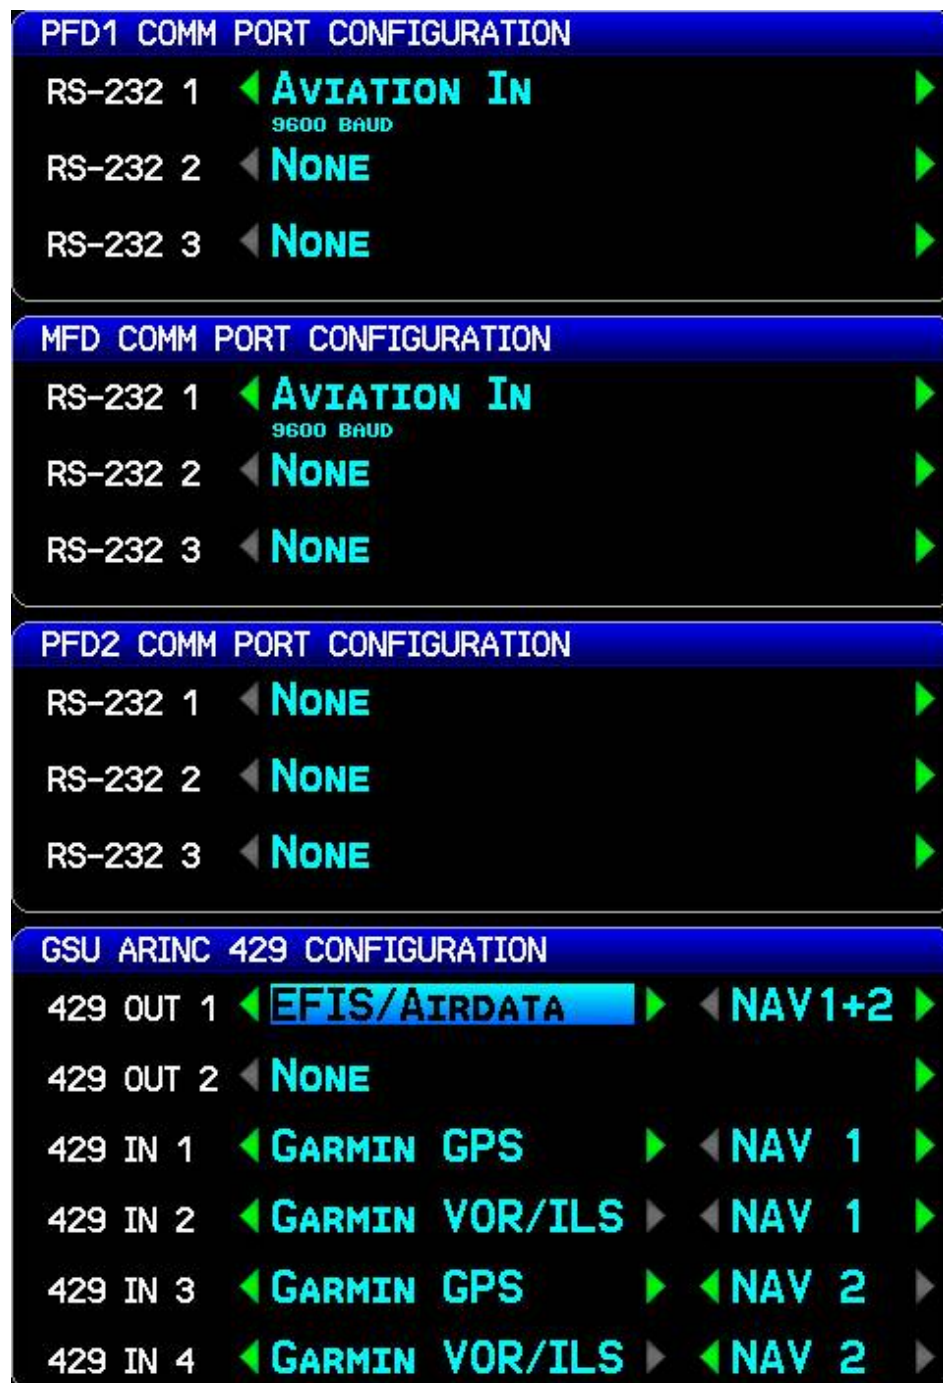 PFD1 COMM PORT CONFIGURATION
RS-232 1 AVIATION IN
9600 BAUD
RS-232 2 NONE
RS-232 3 NONE
MFD COMM PORT CONFIGURATION
RS-232 1 AVIATION IN
9600 BAUD
RS-232 2 NONE
RS-232 3 NONE
PFD2 COMM PORT CONFIGURATION
RS-232 1 NONE
RS-232 2 NONE
RS-232 3 NONE
GSU ARINC 429 CONFIGURATION
429 OUT 1 EFIS/AIRDATA NAV1+2
429 OUT 2 NONE
429 IN 1 GARMIN GPS NAV 1
429 IN 2 GARMIN VOR/ILS NAV 1
429 IN 3 GARMIN GPS NAV 2
429 IN 4 GARMIN VOR/ILS NAV 2